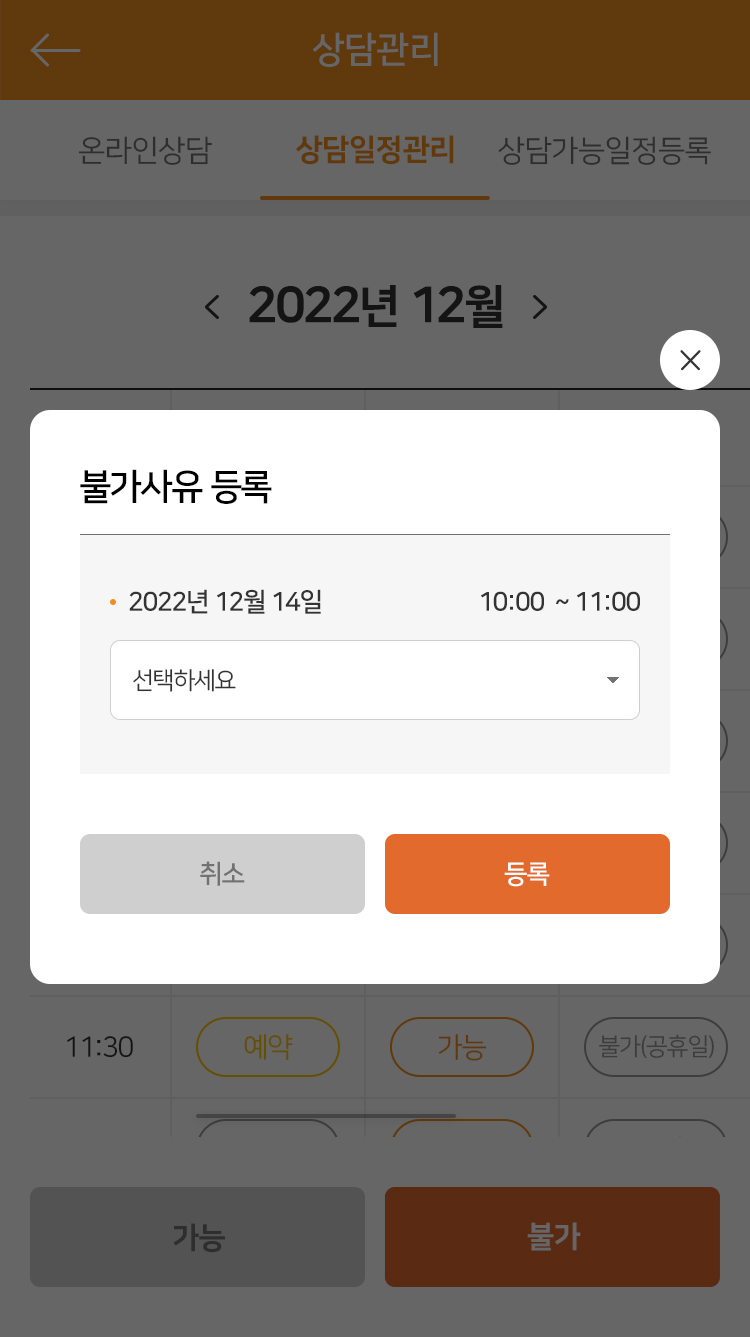 상담관리
온라인상담
상담일정관리
상담가능일정등록
2022년 12월
불가사유 등록
2022년 12월 14일
10:00 ~ 11:00
선택하세요
취소
등록
11:30
예약
가능
불가(공휴일)
가능
불가